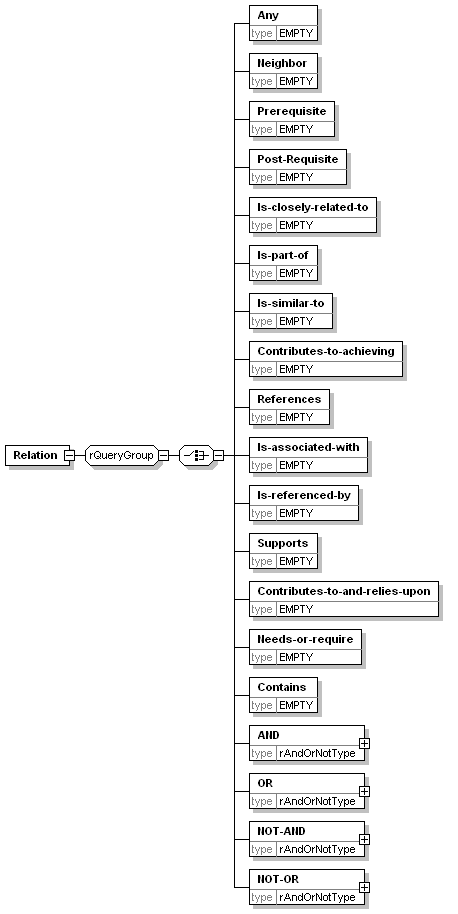 Any
type EMPTY
Neighbor
type EMPTY
Prerequisite
type EMPTY
Post-Requisite
type EMPTY
Is-closely-related-to
type EMPTY
Is-part-of
type EMPTY
Is-similar-to
type EMPTY
Contributes-to-achieving
type EMPTY
References
type EMPTY
Relation
rQueryGroup
Is-associated-with
type EMPTY
Is-referenced-by
type EMPTY
Supports
type EMPTY
Contributes-to-and-relies-upon
type EMPTY
Needs-or-require
type EMPTY
Contains
type EMPTY
AND
type rAndOrNotType
OR
type rAndOrNotType
NOT-AND
type rAndOrNotType
NOT-OR
type rAndOrNotType